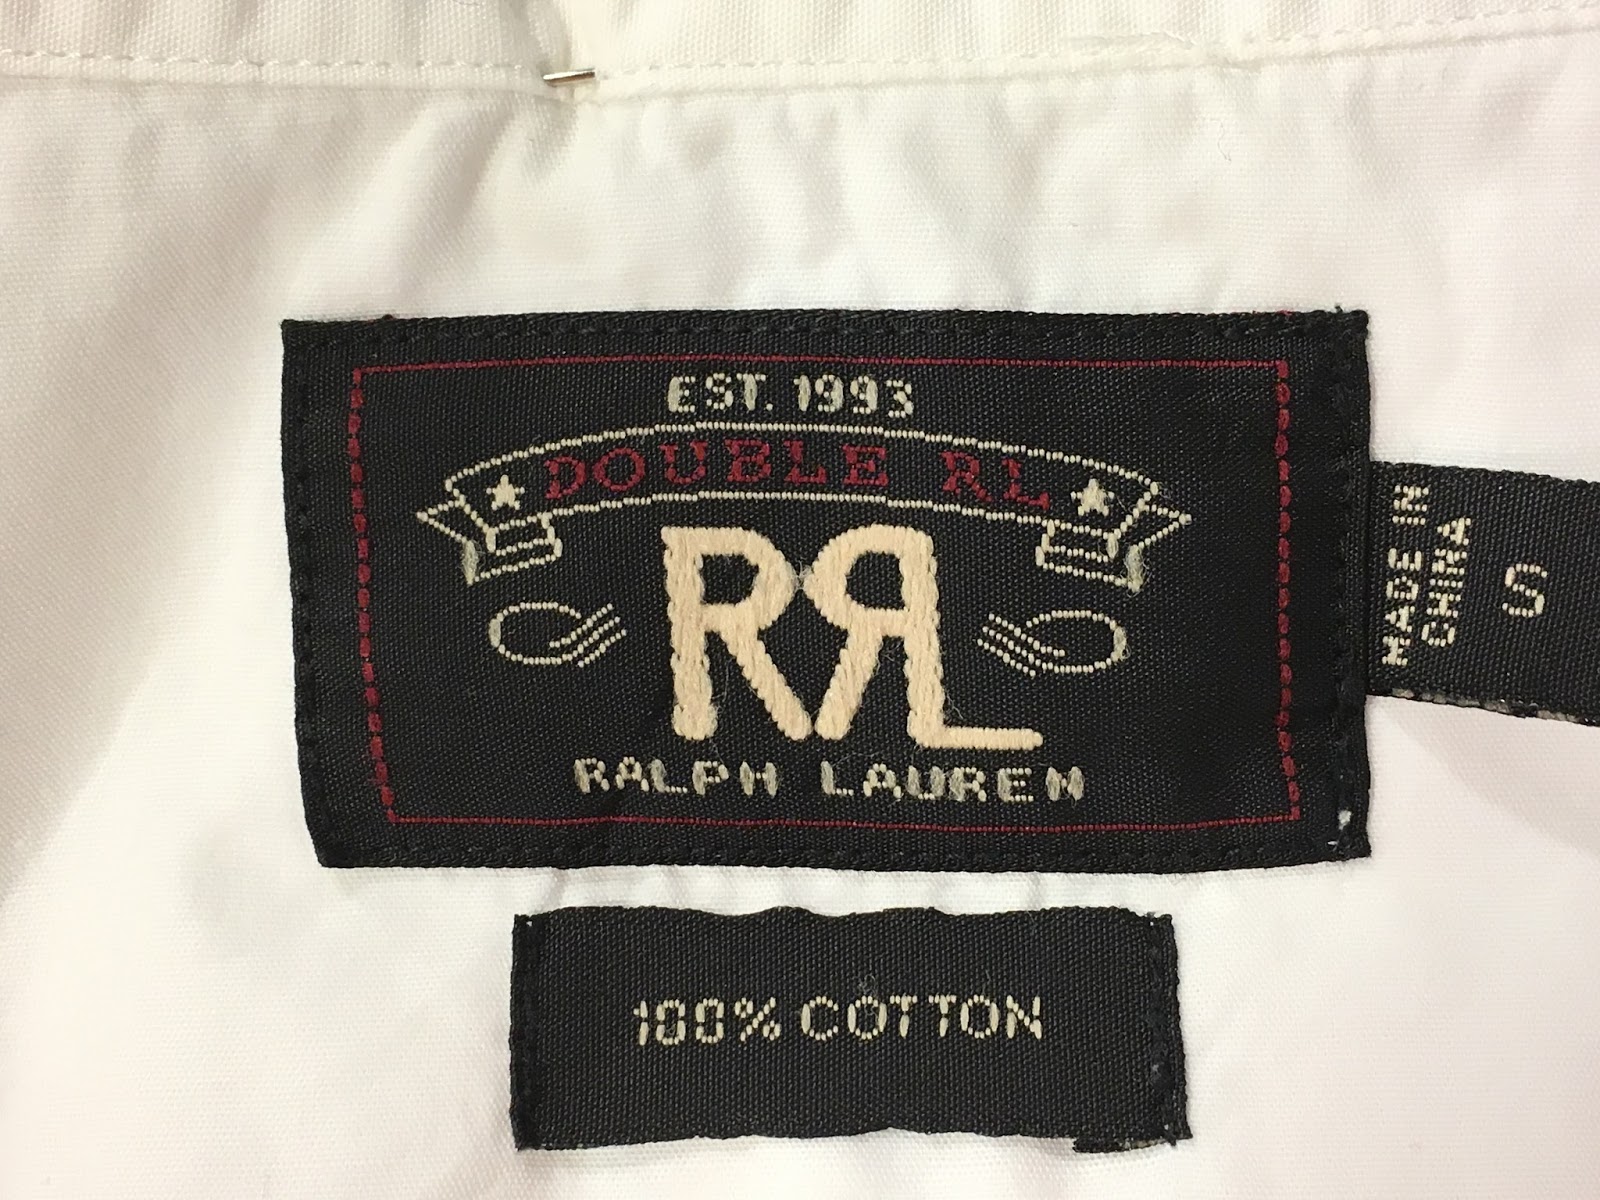 EST. 1993
DOUBLE RL
RRL
RALPH LAUREN
MADE IN
CHINA
S
100% COTTON